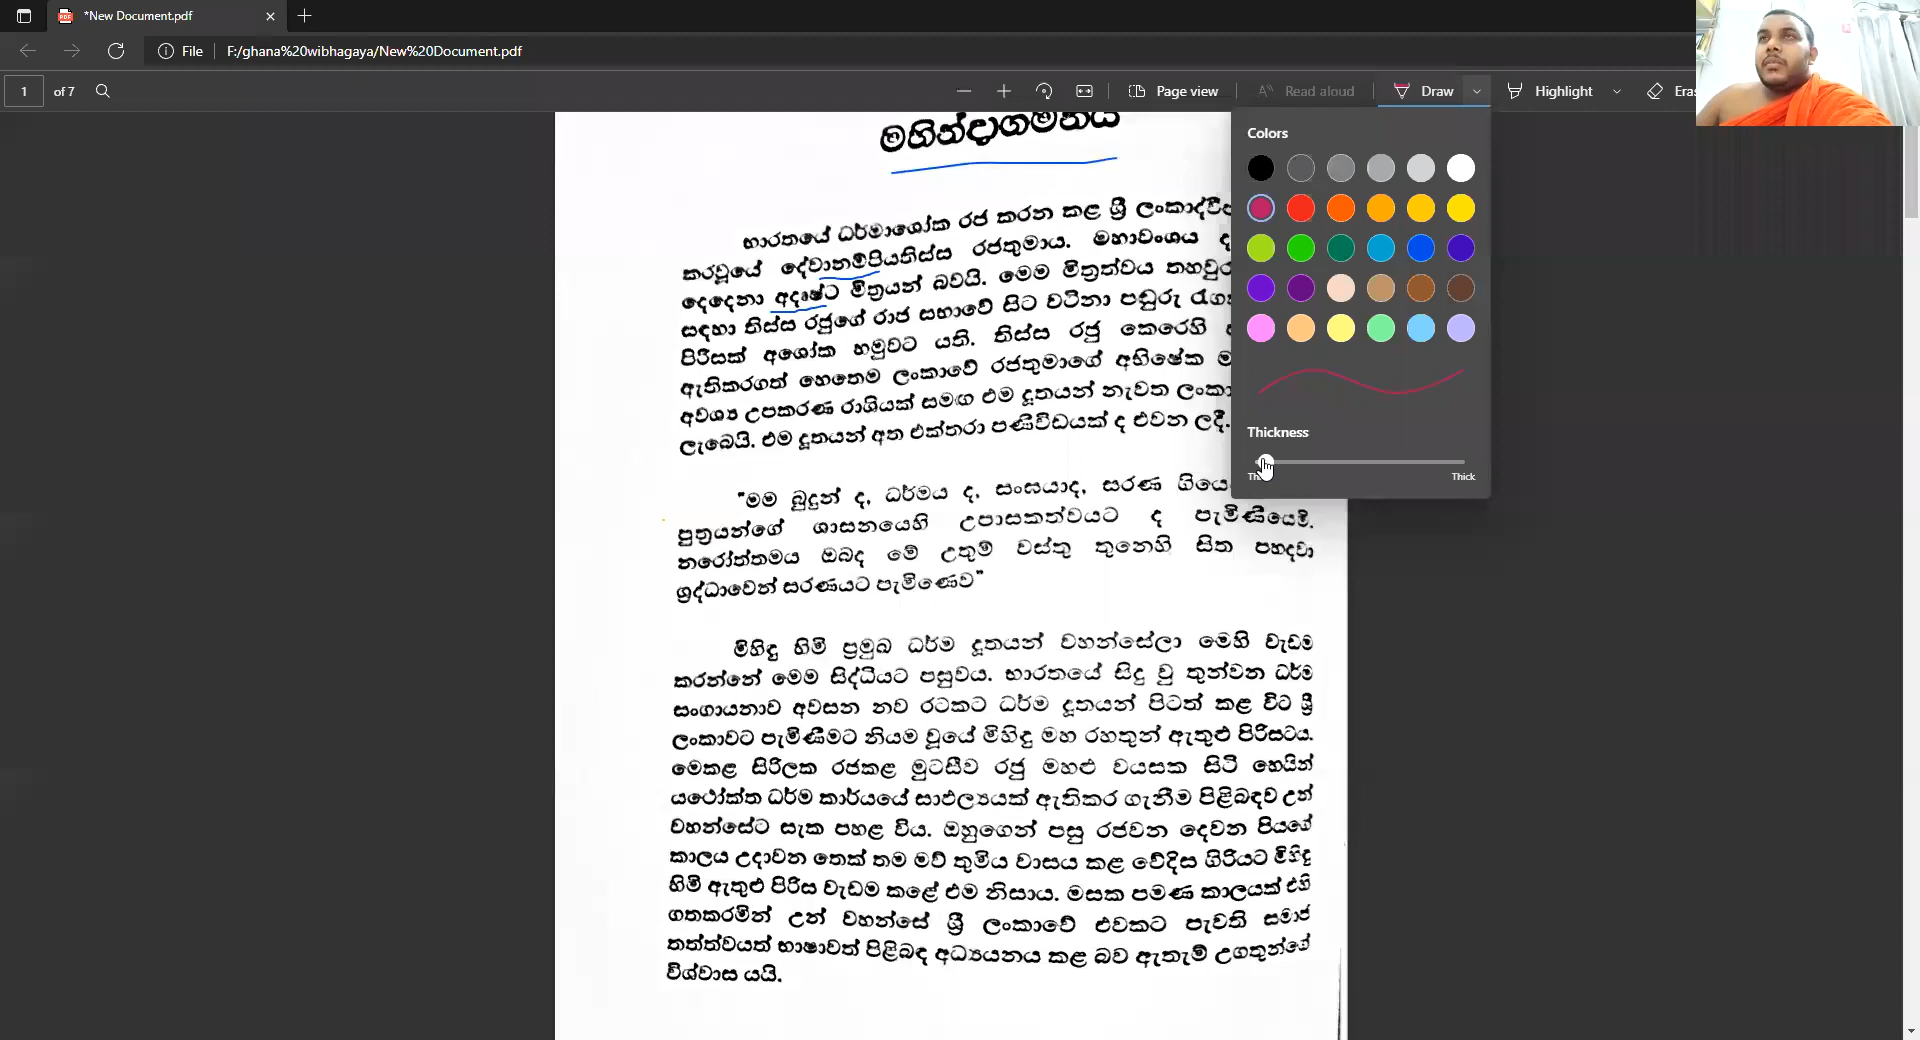 *New Document.pdf
File F:/ghana%20wibhagaya/New%20Document.pdf
1 of 7 Page view Read aloud Draw Highlight
මහින්දාගමනය
භාරතයේ ධර්මාශෝක රජ කරන කළ ශ්‍රී
කරවූයේ දේවානම්පියතිස්ස රජතුමාය. මහාවංශය
දෙදෙනා අදෘෂ්ට මිත්‍රයන් බවයි. මෙම මිත්‍රත්වය
සඳහා තිස්ස රජුගේ රාජ සභාවේ සිට වටිනා පඬුරු
පිරිසක් අශෝක හමුවට යති. තිස්ස රජු කෙරෙහි
ඇතිකරගත් හෙතෙම ලංකාවේ රජතුමාගේ අභිෂේක
අවශ්‍ය උපකරණ රාශියක් සමඟ එම දූතයන් නැවත
ලැබෙයි. එම දූතයන් අත එක්තරා පණිවිඩයක් ද එවන ලදී.
"මම බුදුන් ද, ධර්මය ද, සංඝයාද, සරණ
පුත්‍රයන්ගේ ශාසනයෙහි උපාසකත්වයට ද පැමිණියෙමි.
නරෝත්තමය ඔබද මේ උතුම් වස්තු තුනෙහි සිත පහදවා
ශ්‍රද්ධාවෙන් සරණයට පැමිණෙව"
මිහිඳු හිමි ප්‍රමුඛ ධර්ම දූතයන් වහන්සේලා මෙහි වැඩම
කරන්නේ මෙම සිද්ධියට පසුවය. භාරතයේ සිදු වු තුන්වන ධර්ම
සංගායනාව අවසන නව රටකට ධර්ම දූතයන් පිටත් කළ විට ශ්‍රී
ලංකාවට පැමිණීමට නියම වූයේ මිහිඳු මහ රහතුන් ඇතුළු පිරිසටය.
මෙකළ සිරිලක රජකළ මුටසීව රජු මහළු වයසක සිටි හෙයින්
යථෝක්ත ධර්ම කාර්යයේ සාඵල්‍යයක් ඇතිකර ගැනීම පිළිබඳව උන්
වහන්සේට සැක පහළ විය. ඔහුගෙන් පසු රජවන දෙවන පියගේ
කාලය උදාවන තෙක් තම මව් තුමිය වාසය කළ වේදිස ගිරියට මිහිඳු
හිමි ඇතුළු පිරිස වැඩම කළේ එම නිසාය. මසක පමණ කාලයක් එහි
ගතකරමින් උන් වහන්සේ ශ්‍රී ලංකාවේ එවකට පැවති සමාජ
තත්ත්වයත් භාෂාවත් පිළිබඳ අධ්‍යයනය කළ බව ඇතැම් උගතුන්ගේ
විශ්වාස යයි.
Colors
Thickness
Thick